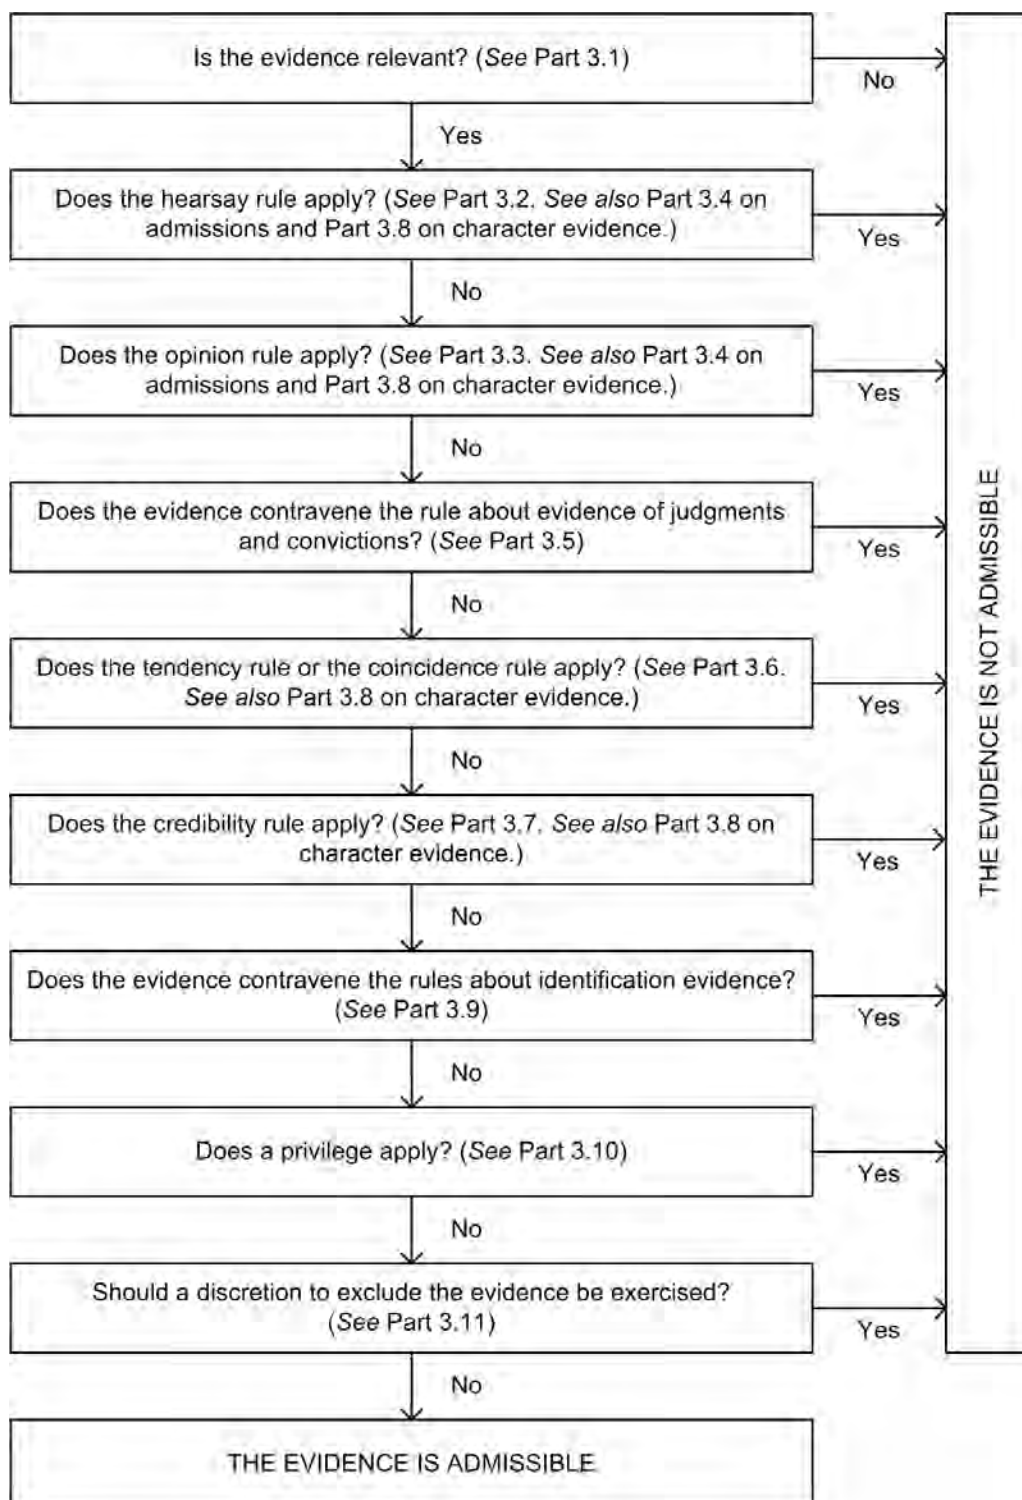 Is the evidence relevant? (See Part 3.1)
No
Yes
Does the hearsay rule apply? (See Part 3.2. See also Part 3.4 on
admissions and Part 3.8 on character evidence.)
Yes
No
Does the opinion rule apply? (See Part 3.3. See also Part 3.4 on
admissions and Part 3.8 on character evidence.)
Yes
No
Does the evidence contravene the rule about evidence of judgments
and convictions? (See Part 3.5)
Yes
No
Does the tendency rule or the coincidence rule apply? (See Part 3.6.
See also Part 3.8 on character evidence.)
Yes
No
Does the credibility rule apply? (See Part 3.7. See also Part 3.8 on
character evidence.)
Yes
No
Does the evidence contravene the rules about identification evidence?
(See Part 3.9)
Yes
No
Does a privilege apply? (See Part 3.10)
Yes
No
Should a discretion to exclude the evidence be exercised?
(See Part 3.11)
Yes
No
THE EVIDENCE IS ADMISSIBLE
THE EVIDENCE IS NOT ADMISSIBLE